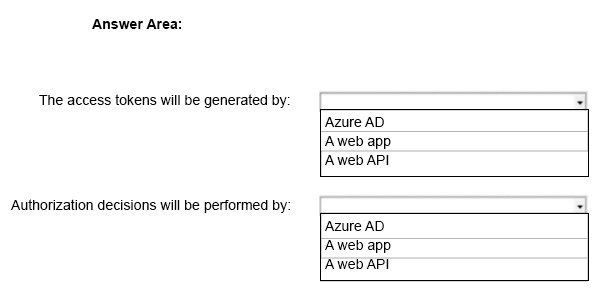 Answer Area:
The access tokens will be generated by:
Azure AD
A web app
A web API
Authorization decisions will be performed by:
Azure AD
A web app
A web API